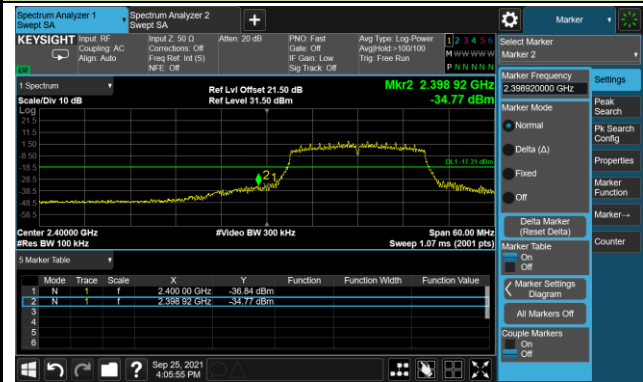 Spectrum Analyzer 1
Swept SA
Spectrum Analyzer 2
Swept SA
Marker
KEYSIGHT Input: RF
Coupling: AC
Align: Auto
Input Z: 50 Ω
Corrections: Off
Freq Ref: Int (S)
NFE: Off
Atten: 20 dB
PNO: Fast
Gate: Off
IF Gain: Low
Sig Track: Off
Avg Type: Log-Power
Avg|Hold:>100/100
Trig: Free Run
1 2 3 4 5 6
M W W W W W
P N N N N N
Select Marker
Marker 2
1 Spectrum
Scale/Div 10 dB
Log
Ref Lvl Offset 21.50 dB
Ref Level 31.50 dBm
Mkr2 2.398 92 GHz
-34.77 dBm
21.5
11.5
1.50
-8.50
-18.5
-28.5
-38.5
-48.5
-58.5
DL1 -17.31 dBm
2
1
Center 2.40000 GHz
#Res BW 100 kHz
#Video BW 300 kHz
Span 60.00 MHz
Sweep 1.07 ms (2001 pts)
5 Marker Table
Mode Trace Scale X Y Function Function Width Function Value
1 N 1 f 2.400 00 GHz -36.84 dBm
2 N 1 f 2.398 92 GHz -34.77 dBm
3
4
5
6
Marker Frequency
2.398920000 GHz
Marker Mode
Normal
Delta (Δ)
Fixed
Off
Delta Marker
(Reset Delta)
Marker Table
On
Off
Marker Settings
Diagram
All Markers Off
Couple Markers
On
Off
Settings
Peak
Search
Pk Search
Config
Properties
Marker
Function
Marker→
Counter
Sep 25, 2021
4:05:55 PM